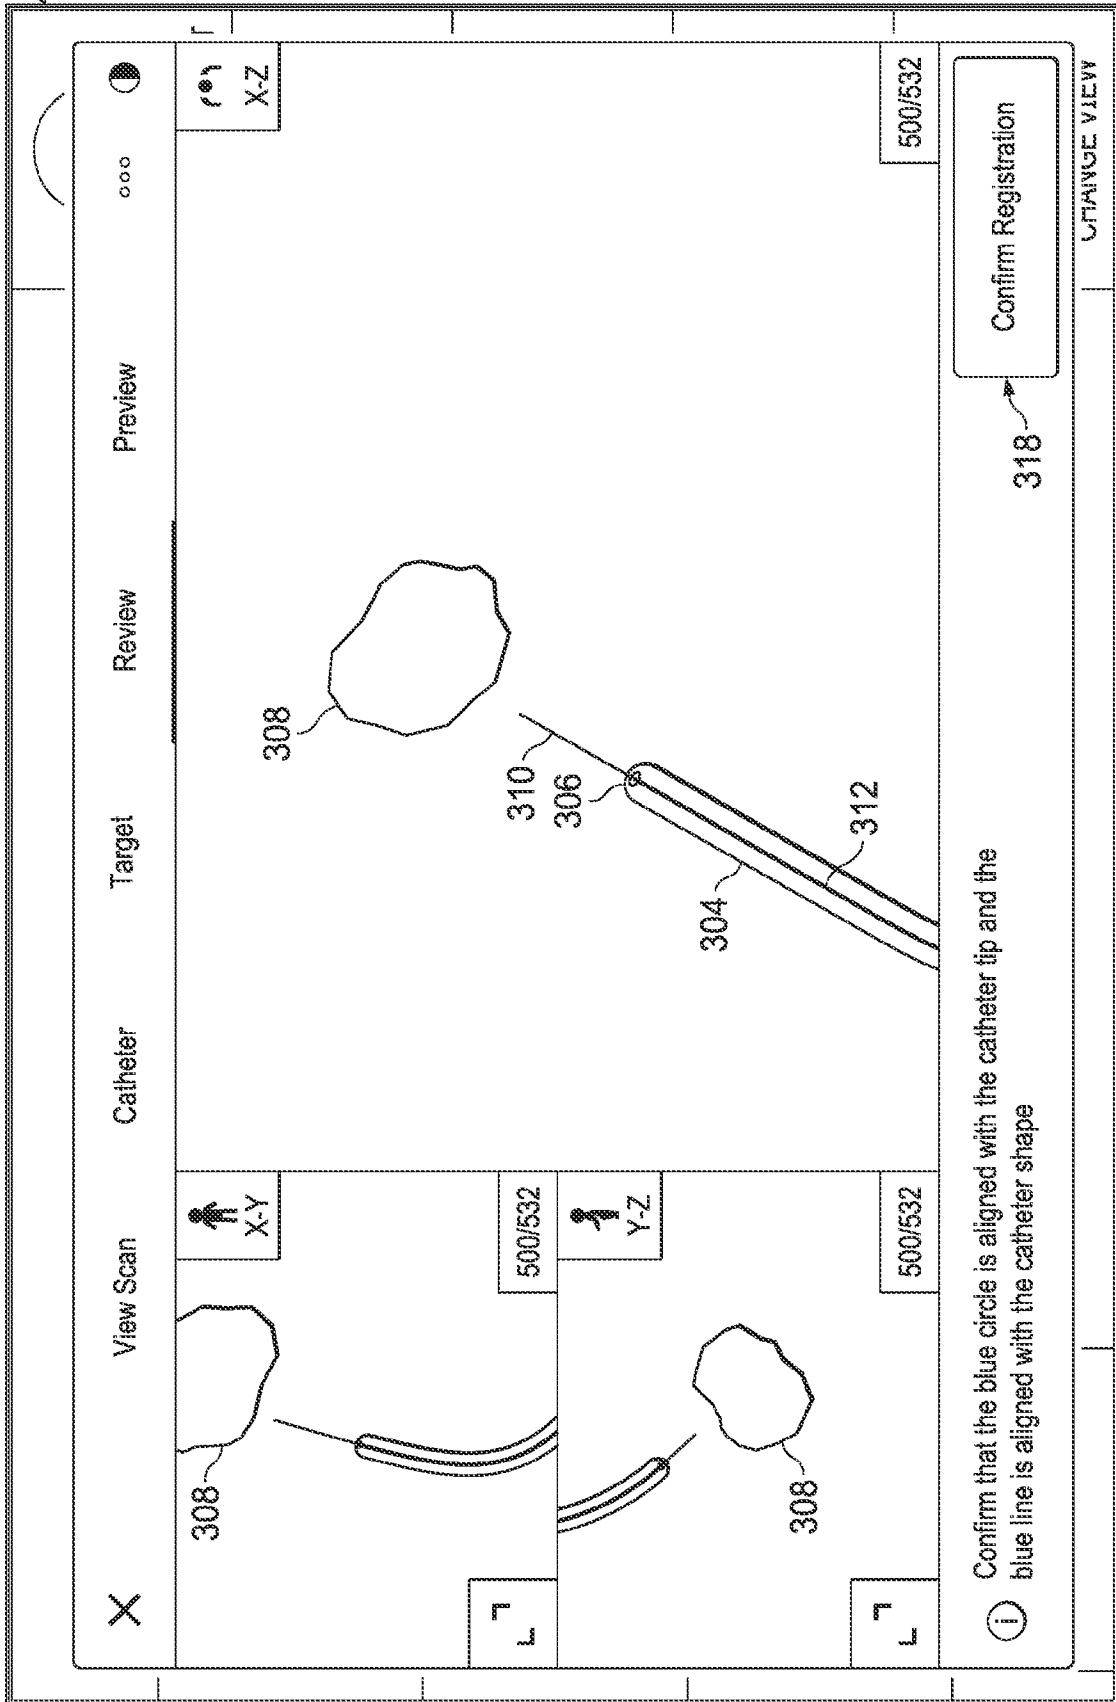 View Scan
Catheter
Target
Review
Preview
X-Y
500/532
308
Y-Z
500/532
308
X-Z
500/532
308
310
306
304
312
i
Confirm that the blue circle is aligned with the catheter tip and the
blue line is aligned with the catheter shape
318
Confirm Registration
CHANGE VIEW